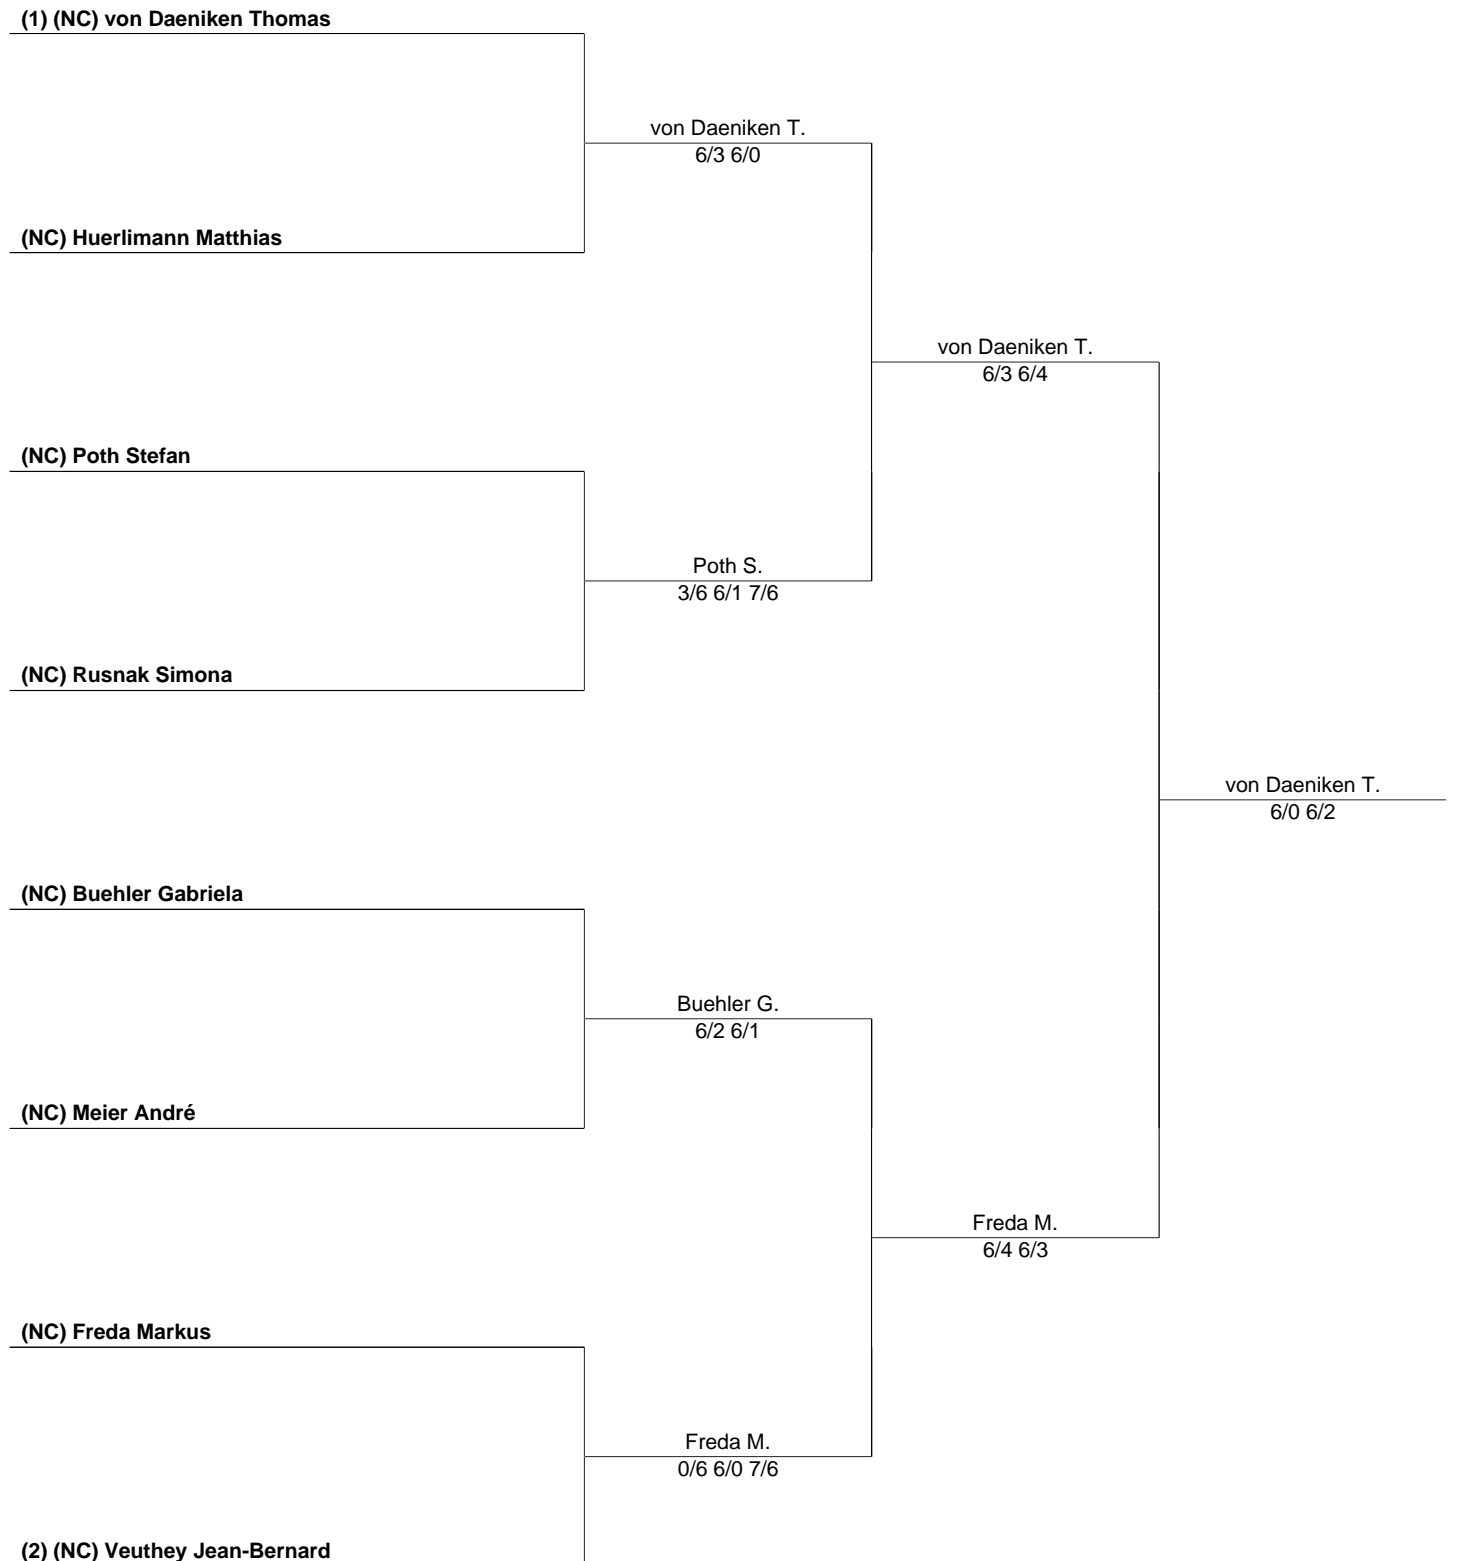 (1) (NC) von Daeniken Thomas
von Daeniken T.
6/3 6/0
(NC) Huerlimann Matthias
von Daeniken T.
6/3 6/4
(NC) Poth Stefan
Poth S.
3/6 6/1 7/6
(NC) Rusnak Simona
von Daeniken T.
6/0 6/2
(NC) Buehler Gabriela
Buehler G.
6/2 6/1
(NC) Meier André
Freda M.
6/4 6/3
(NC) Freda Markus
Freda M.
0/6 6/0 7/6
(2) (NC) Veuthey Jean-Bernard